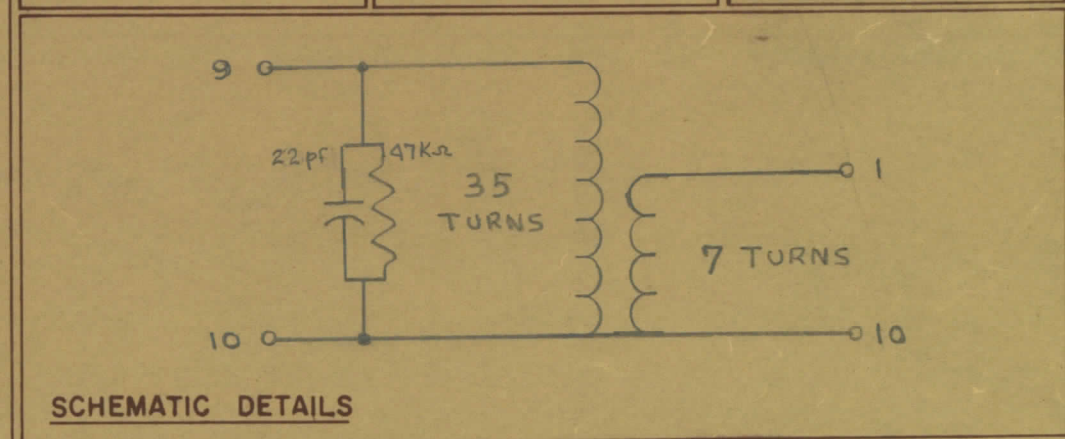 9
22pf 47KΩ
35
TURNS
1
7 TURNS
10 10
SCHEMATIC DETAILS